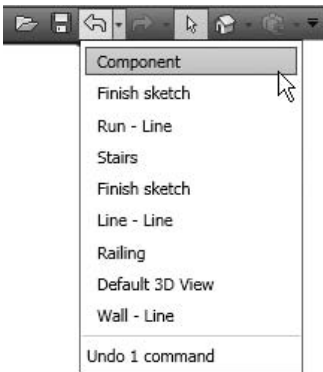 Component
Finish sketch
Run - Line
Stairs
Finish sketch
Line - Line
Railing
Default 3D View
Wall - Line
Undo 1 command